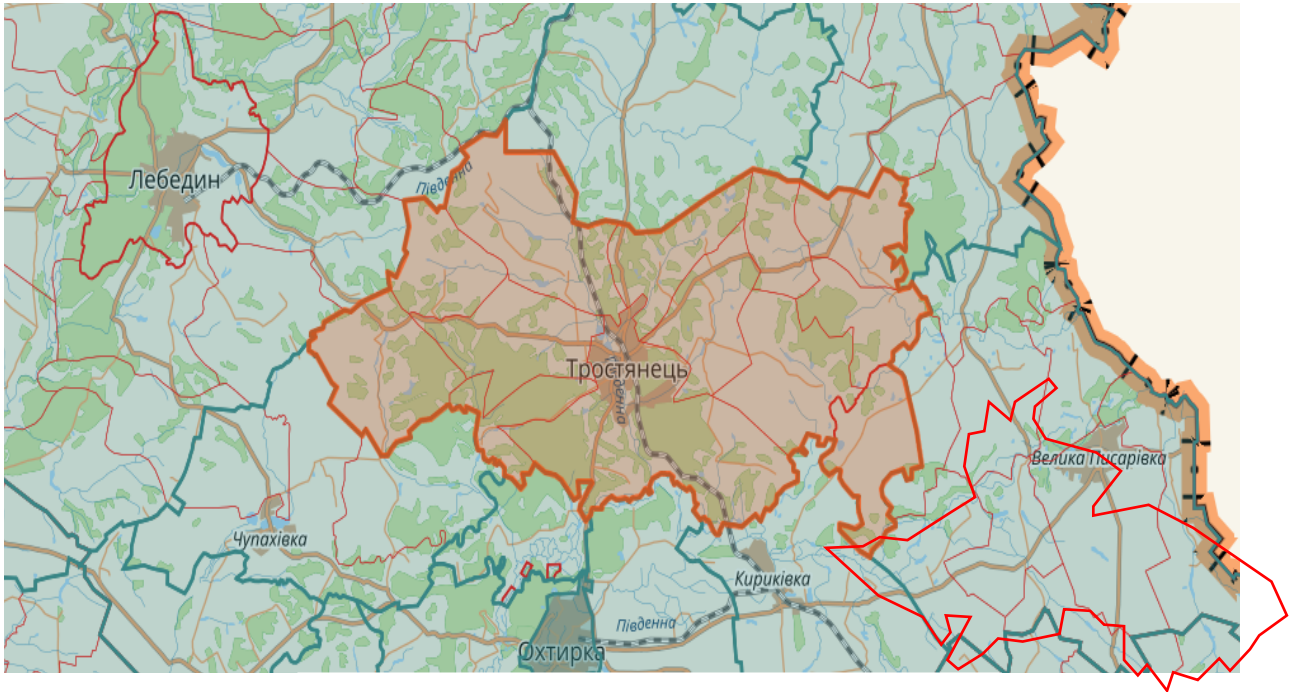 Лебедин
Південна
Тростянець
Південна
Велика Писарівка
Чупахівка
Кириківка
Південна
Охтирка